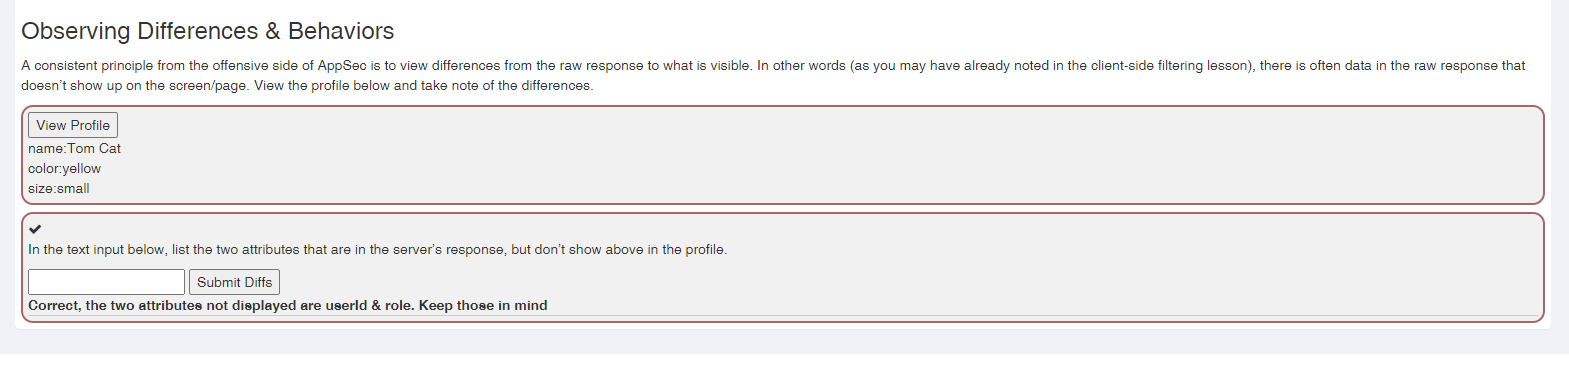 Observing Differences & Behaviors
A consistent principle from the offensive side of AppSec is to view differences from the raw response to what is visible. In other words (as you may have already noted in the client-side filtering lesson), there is often data in the raw response that
doesn't show up on the screen/page. View the profile below and take note of the differences.
View Profile
name:Tom Cat
color:yellow
size:small
In the text input below, list the two attributes that are in the server's response, but don't show above in the profile.
Submit Diffs
Correct, the two attributes not displayed are userId & role. Keep those in mind